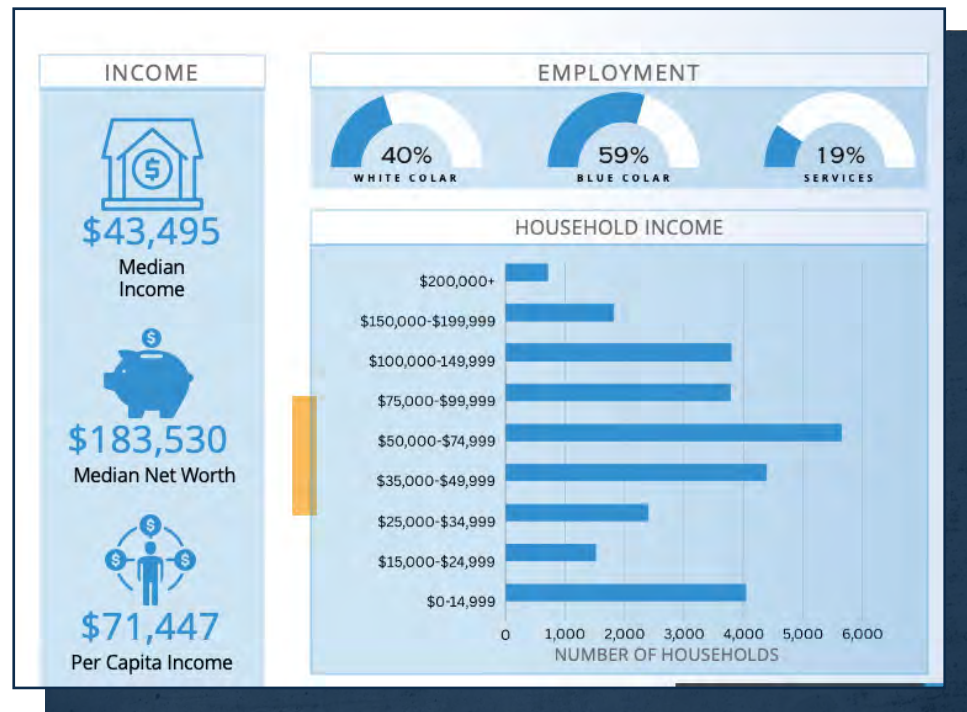 INCOME
$
$43,495
Median
Income
$
$183,530
Median Net Worth
$
$ $
$71,447
Per Capita Income
EMPLOYMENT
40%
WHITE COLAR
59%
BLUE COLAR
19%
SERVICES
HOUSEHOLD INCOME
$200,000+
$150,000-$199,999
$100,000-149,999
$75,000-$99,999
$50,000-$74,999
$35,000-$49,999
$25,000-$34,999
$15,000-$24,999
$0-14,999
0 1,000 2,000 3,000 4,000 5,000 6,000
NUMBER OF HOUSEHOLDS